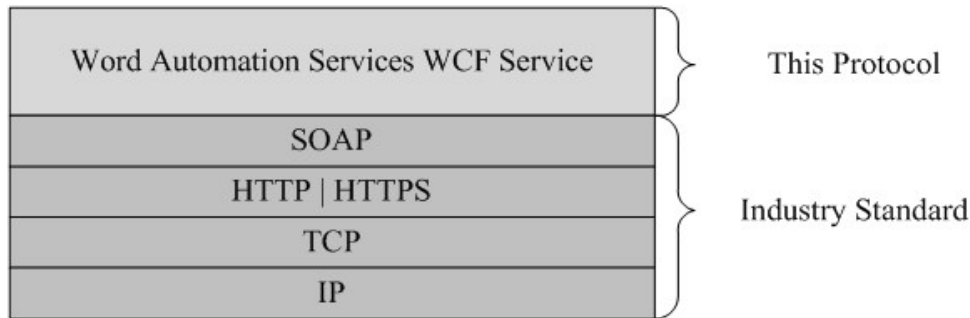 Word Automation Services WCF Service
This Protocol
SOAP
HTTP | HTTPS
Industry Standard
TCP
IP